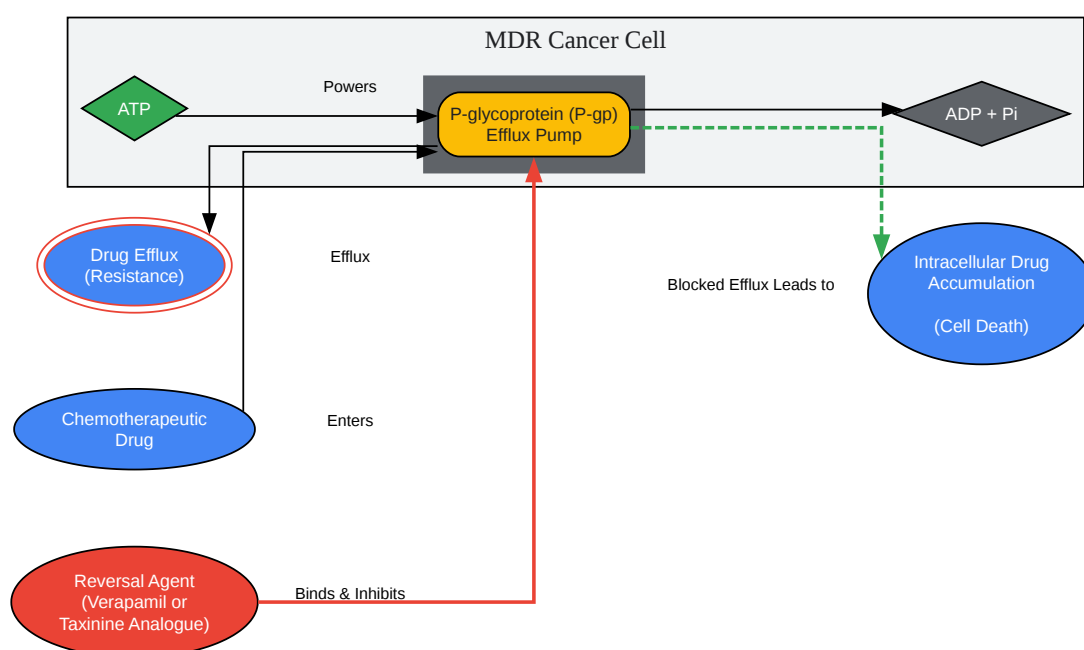 MDR Cancer Cell
ATP
Powers
P-glycoprotein (P-gp)
Efflux Pump
ADP + Pi
Drug Efflux
(Resistance)
Efflux
Blocked Efflux Leads to
Intracellular Drug
Accumulation
(Cell Death)
Chemotherapeutic
Drug
Enters
Reversal Agent
(Verapamil or
Taxinine Analogue)
Binds & Inhibits